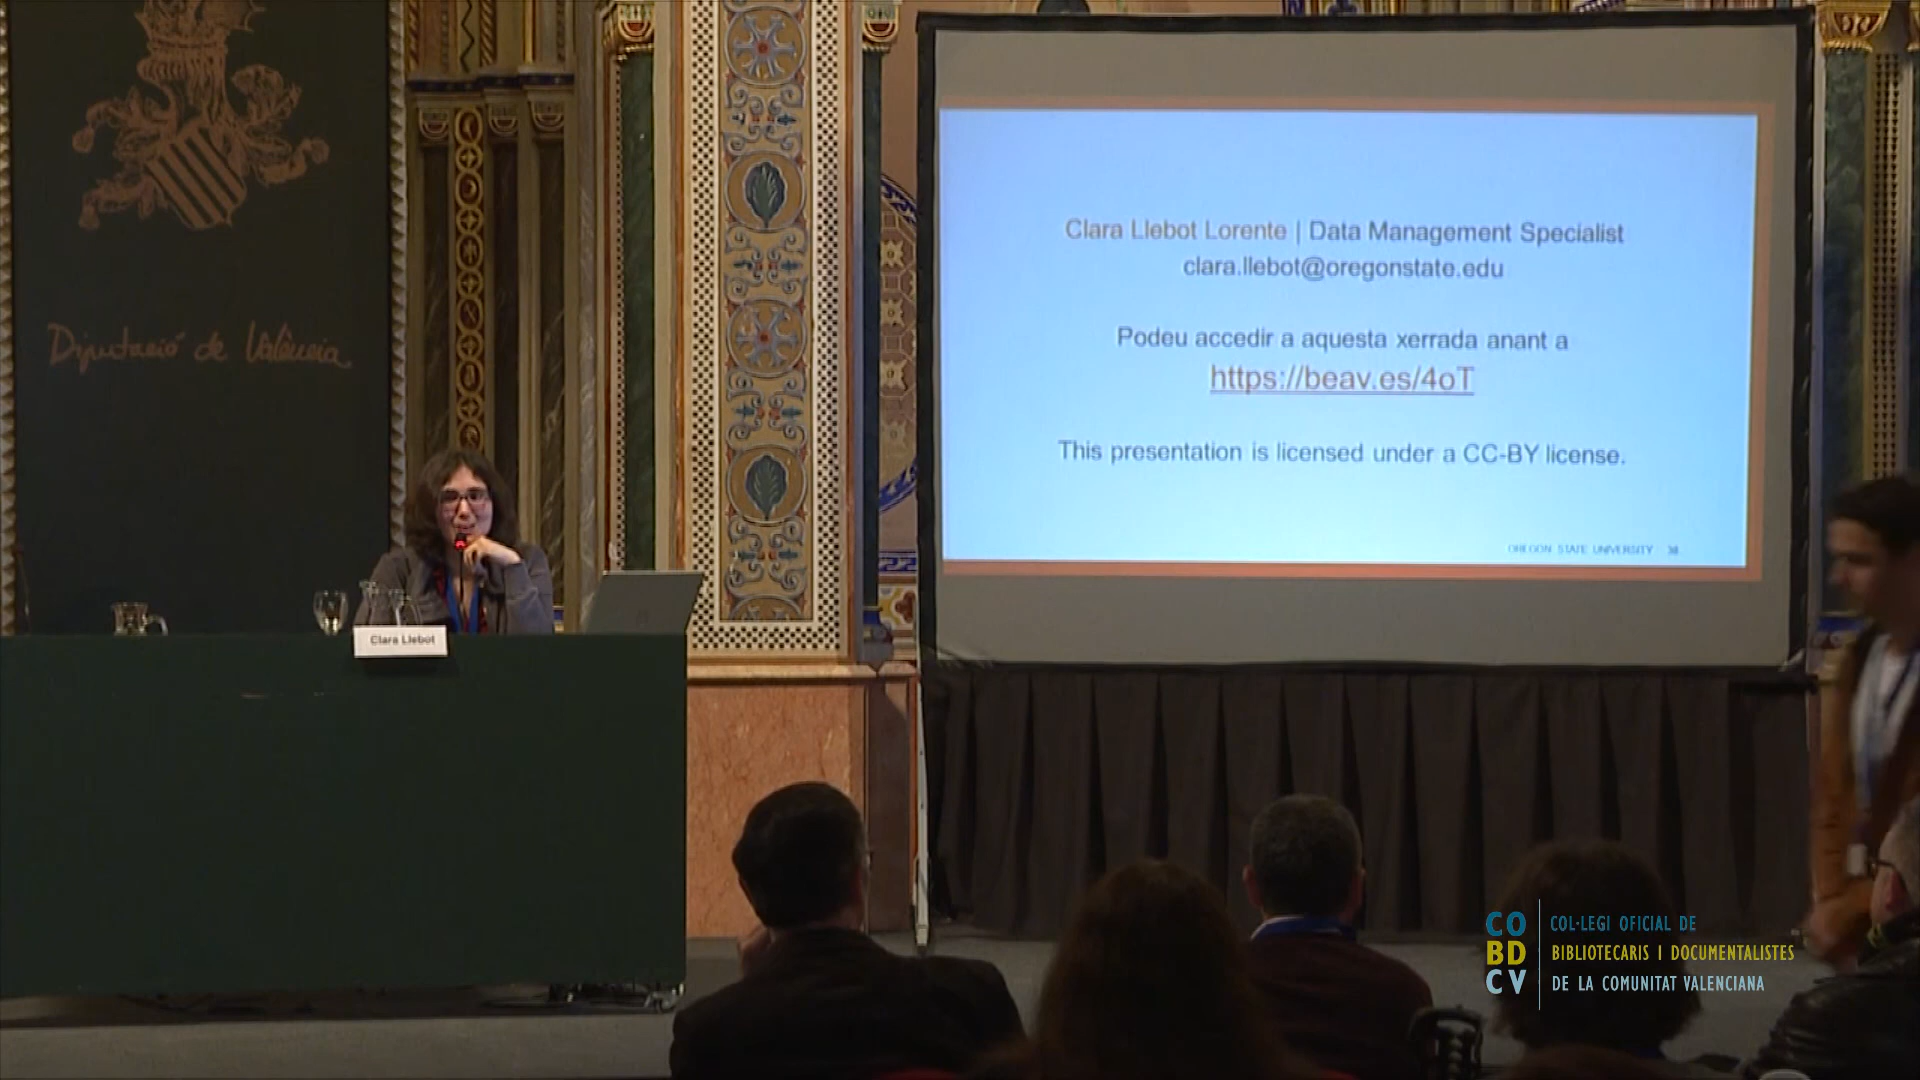 Diputació de València
Clara Llebot
Clara Llebot Lorente | Data Management Specialist
clara.llebot@oregonstate.edu
Podeu accedir a aquesta xerrada anant a
https://beav.es/4oT
This presentation is licensed under a CC-BY license.
OREGON STATE UNIVERSITY
CO
BD
CV
COL·LEGI OFICIAL DE
BIBLIOTECARIS I DOCUMENTALISTES
DE LA COMUNITAT VALENCIANA